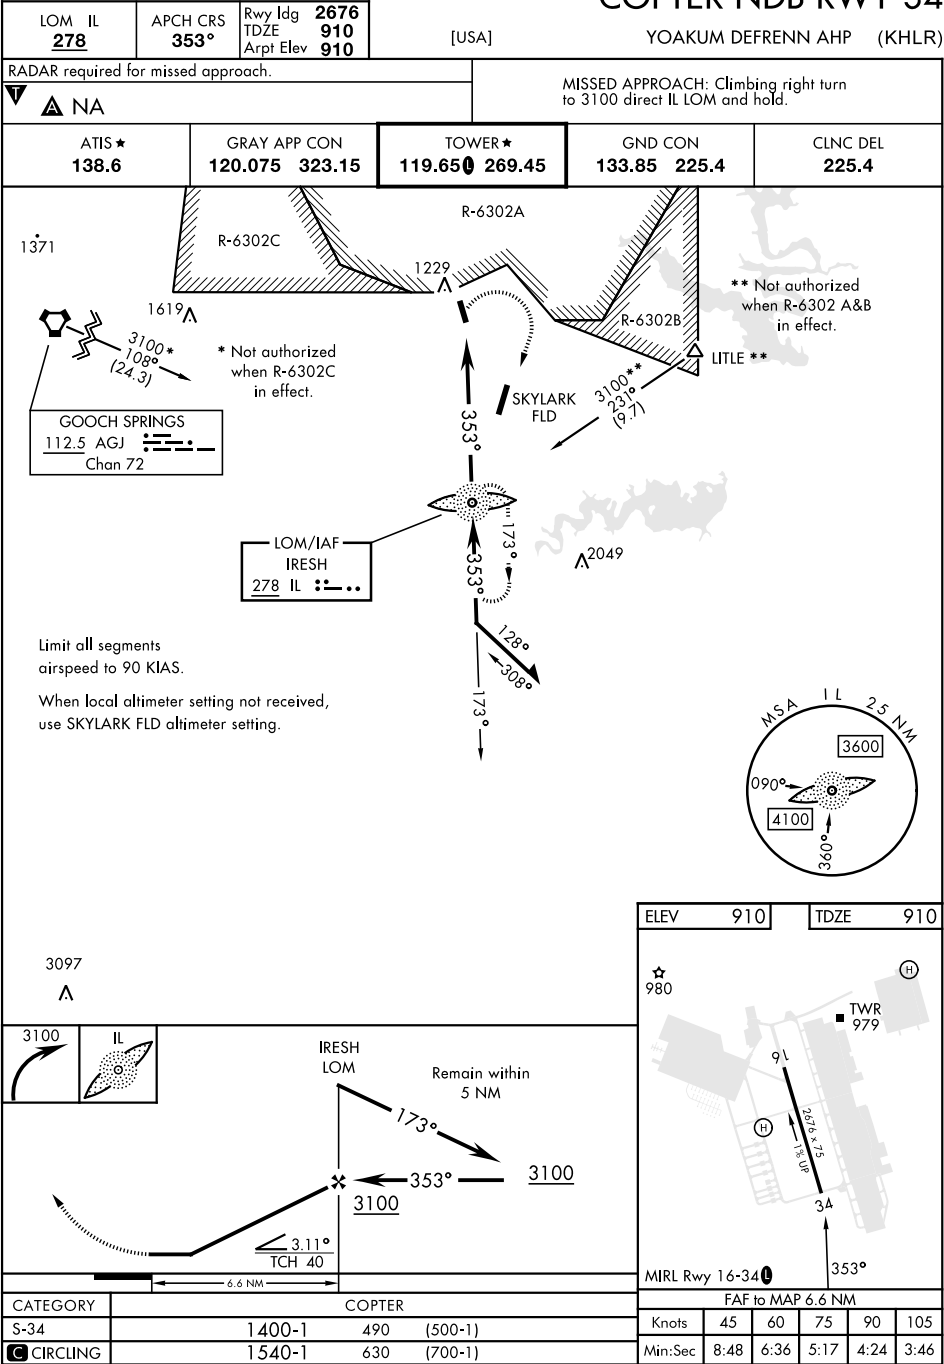 COPTER NDB RWY 34
LOM IL
278
APCH CRS
353°
Rwy ldg 2676
TDZE 910
Arpt Elev 910
[USA]
YOAKUM DEFRENN AHP (KHLR)
RADAR required for missed approach.
T
A NA
MISSED APPROACH: Climbing right turn
to 3100 direct IL LOM and hold.
ATIS ★
138.6
GRAY APP CON
120.075 323.15
TOWER ★
119.65 L 269.45
GND CON
133.85 225.4
CLNC DEL
225.4
R-6302A
R-6302C
1371
1229
** Not authorized
when R-6302 A&B
in effect.
1619
R-6302B
3100*
108°
(24.3)
* Not authorized
when R-6302C
in effect.
LITLE **
3100**
231°
(9.7)
SKYLARK
FLD
353°
GOOCH SPRINGS
112.5 AGJ
Chan 72
173°
2049
LOM/IAF
IRESH
278 IL
353°
128°
308°
173°
Limit all segments
airspeed to 90 KIAS.
When local altimeter setting not received,
use SKYLARK FLD altimeter setting.
MSA IL 25 NM
3600
090°
4100
360°
ELEV 910
TDZE 910
3097
980
H
TWR
979
16
H
2676 x 75
1% UP
34
353°
MIRL Rwy 16-34 L
3100
IL
IRESH
LOM
Remain within
5 NM
173°
353°
3100
3100
3.11°
TCH 40
6.6 NM
CATEGORY COPTER
S-34 1400-1 490 (500-1)
C CIRCLING 1540-1 630 (700-1)
FAF to MAP 6.6 NM
Knots 45 60 75 90 105
Min:Sec 8:48 6:36 5:17 4:24 3:46